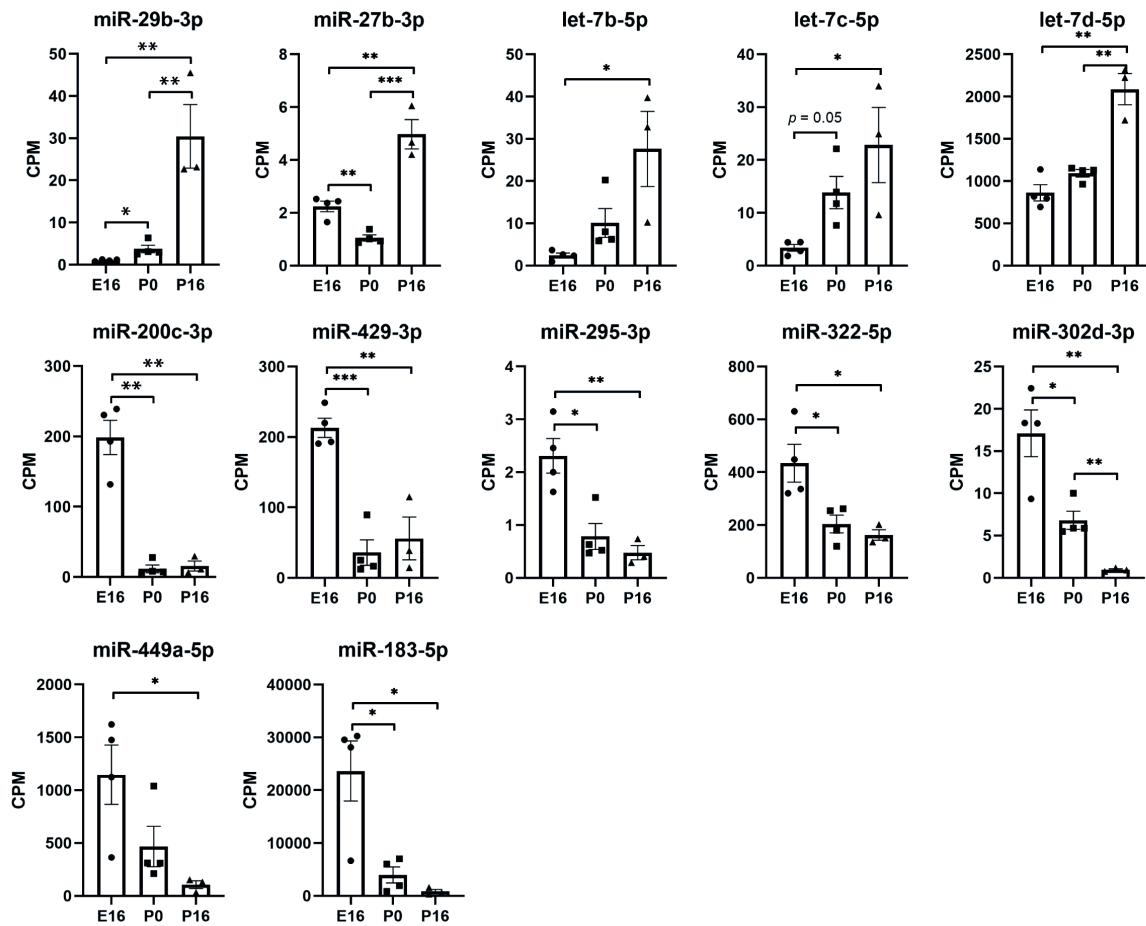 miR-29b-3p
50
40
30
20
10
0
CPM
**
**
*
E16 P0 P16
miR-27b-3p
8
6
4
2
0
CPM
**
***
**
E16 P0 P16
let-7b-5p
50
40
30
20
10
0
CPM
*
E16 P0 P16
let-7c-5p
40
30
20
10
0
CPM
*
p = 0.05
E16 P0 P16
let-7d-5p
2500
2000
1500
1000
500
0
CPM
**
**
E16 P0 P16
miR-200c-3p
300
200
100
0
CPM
**
**
E16 P0 P16
miR-429-3p
300
200
100
0
CPM
**
***
E16 P0 P16
miR-295-3p
4
3
2
1
0
CPM
**
*
E16 P0 P16
miR-322-5p
800
600
400
200
0
CPM
*
*
E16 P0 P16
miR-302d-3p
25
20
15
10
5
0
CPM
**
*
**
E16 P0 P16
miR-449a-5p
2000
1500
1000
500
0
CPM
*
E16 P0 P16
miR-183-5p
40000
30000
20000
10000
0
CPM
*
*
E16 P0 P16